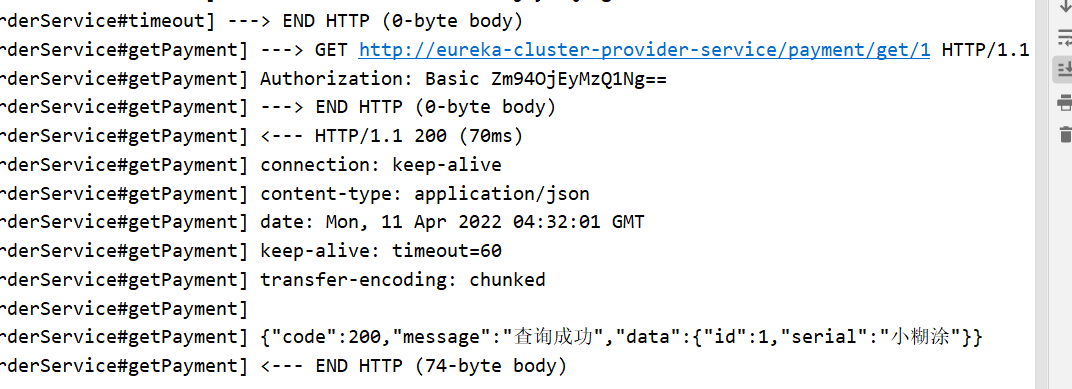 rderService#timeout] ---> END HTTP (0-byte body)
rderService#getPayment] ---> GET http://eureka-cluster-provider-service/payment/get/1 HTTP/1.1
rderService#getPayment] Authorization: Basic Zm94OjEyMzQ1Ng==
rderService#getPayment] ---> END HTTP (0-byte body)
rderService#getPayment] <--- HTTP/1.1 200 (70ms)
rderService#getPayment] connection: keep-alive
rderService#getPayment] content-type: application/json
rderService#getPayment] date: Mon, 11 Apr 2022 04:32:01 GMT
rderService#getPayment] keep-alive: timeout=60
rderService#getPayment] transfer-encoding: chunked
rderService#getPayment]
rderService#getPayment] {"code":200,"message":"查询成功","data":{"id":1,"serial":"小糊涂"}}
rderService#getPayment] <--- END HTTP (74-byte body)